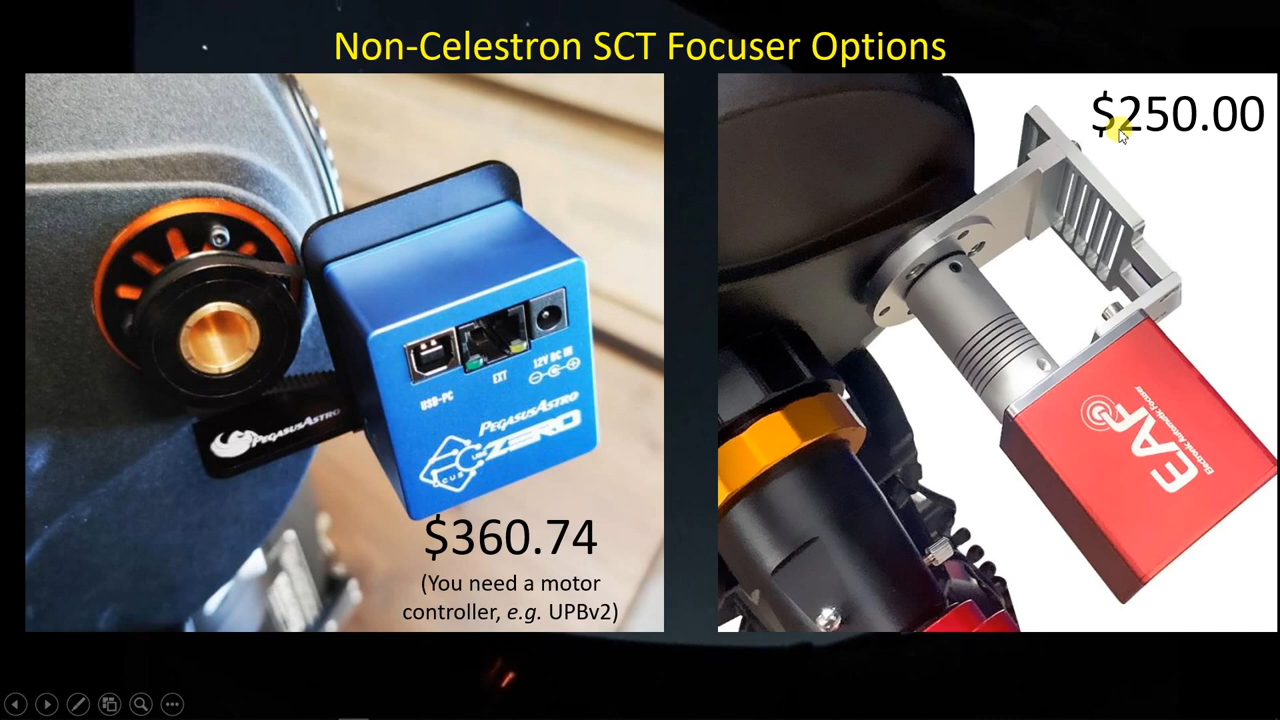 Non-Celestron SCT Focuser Options
$250.00
USB-PC
EXT
12V DC IN
PEGASUSASTRO
PEGASUSASTRO
ZERO
FOCUS
EAF
Electronic Automatic Focuser
$360.74
(You need a motor
controller, e.g. UPBv2)